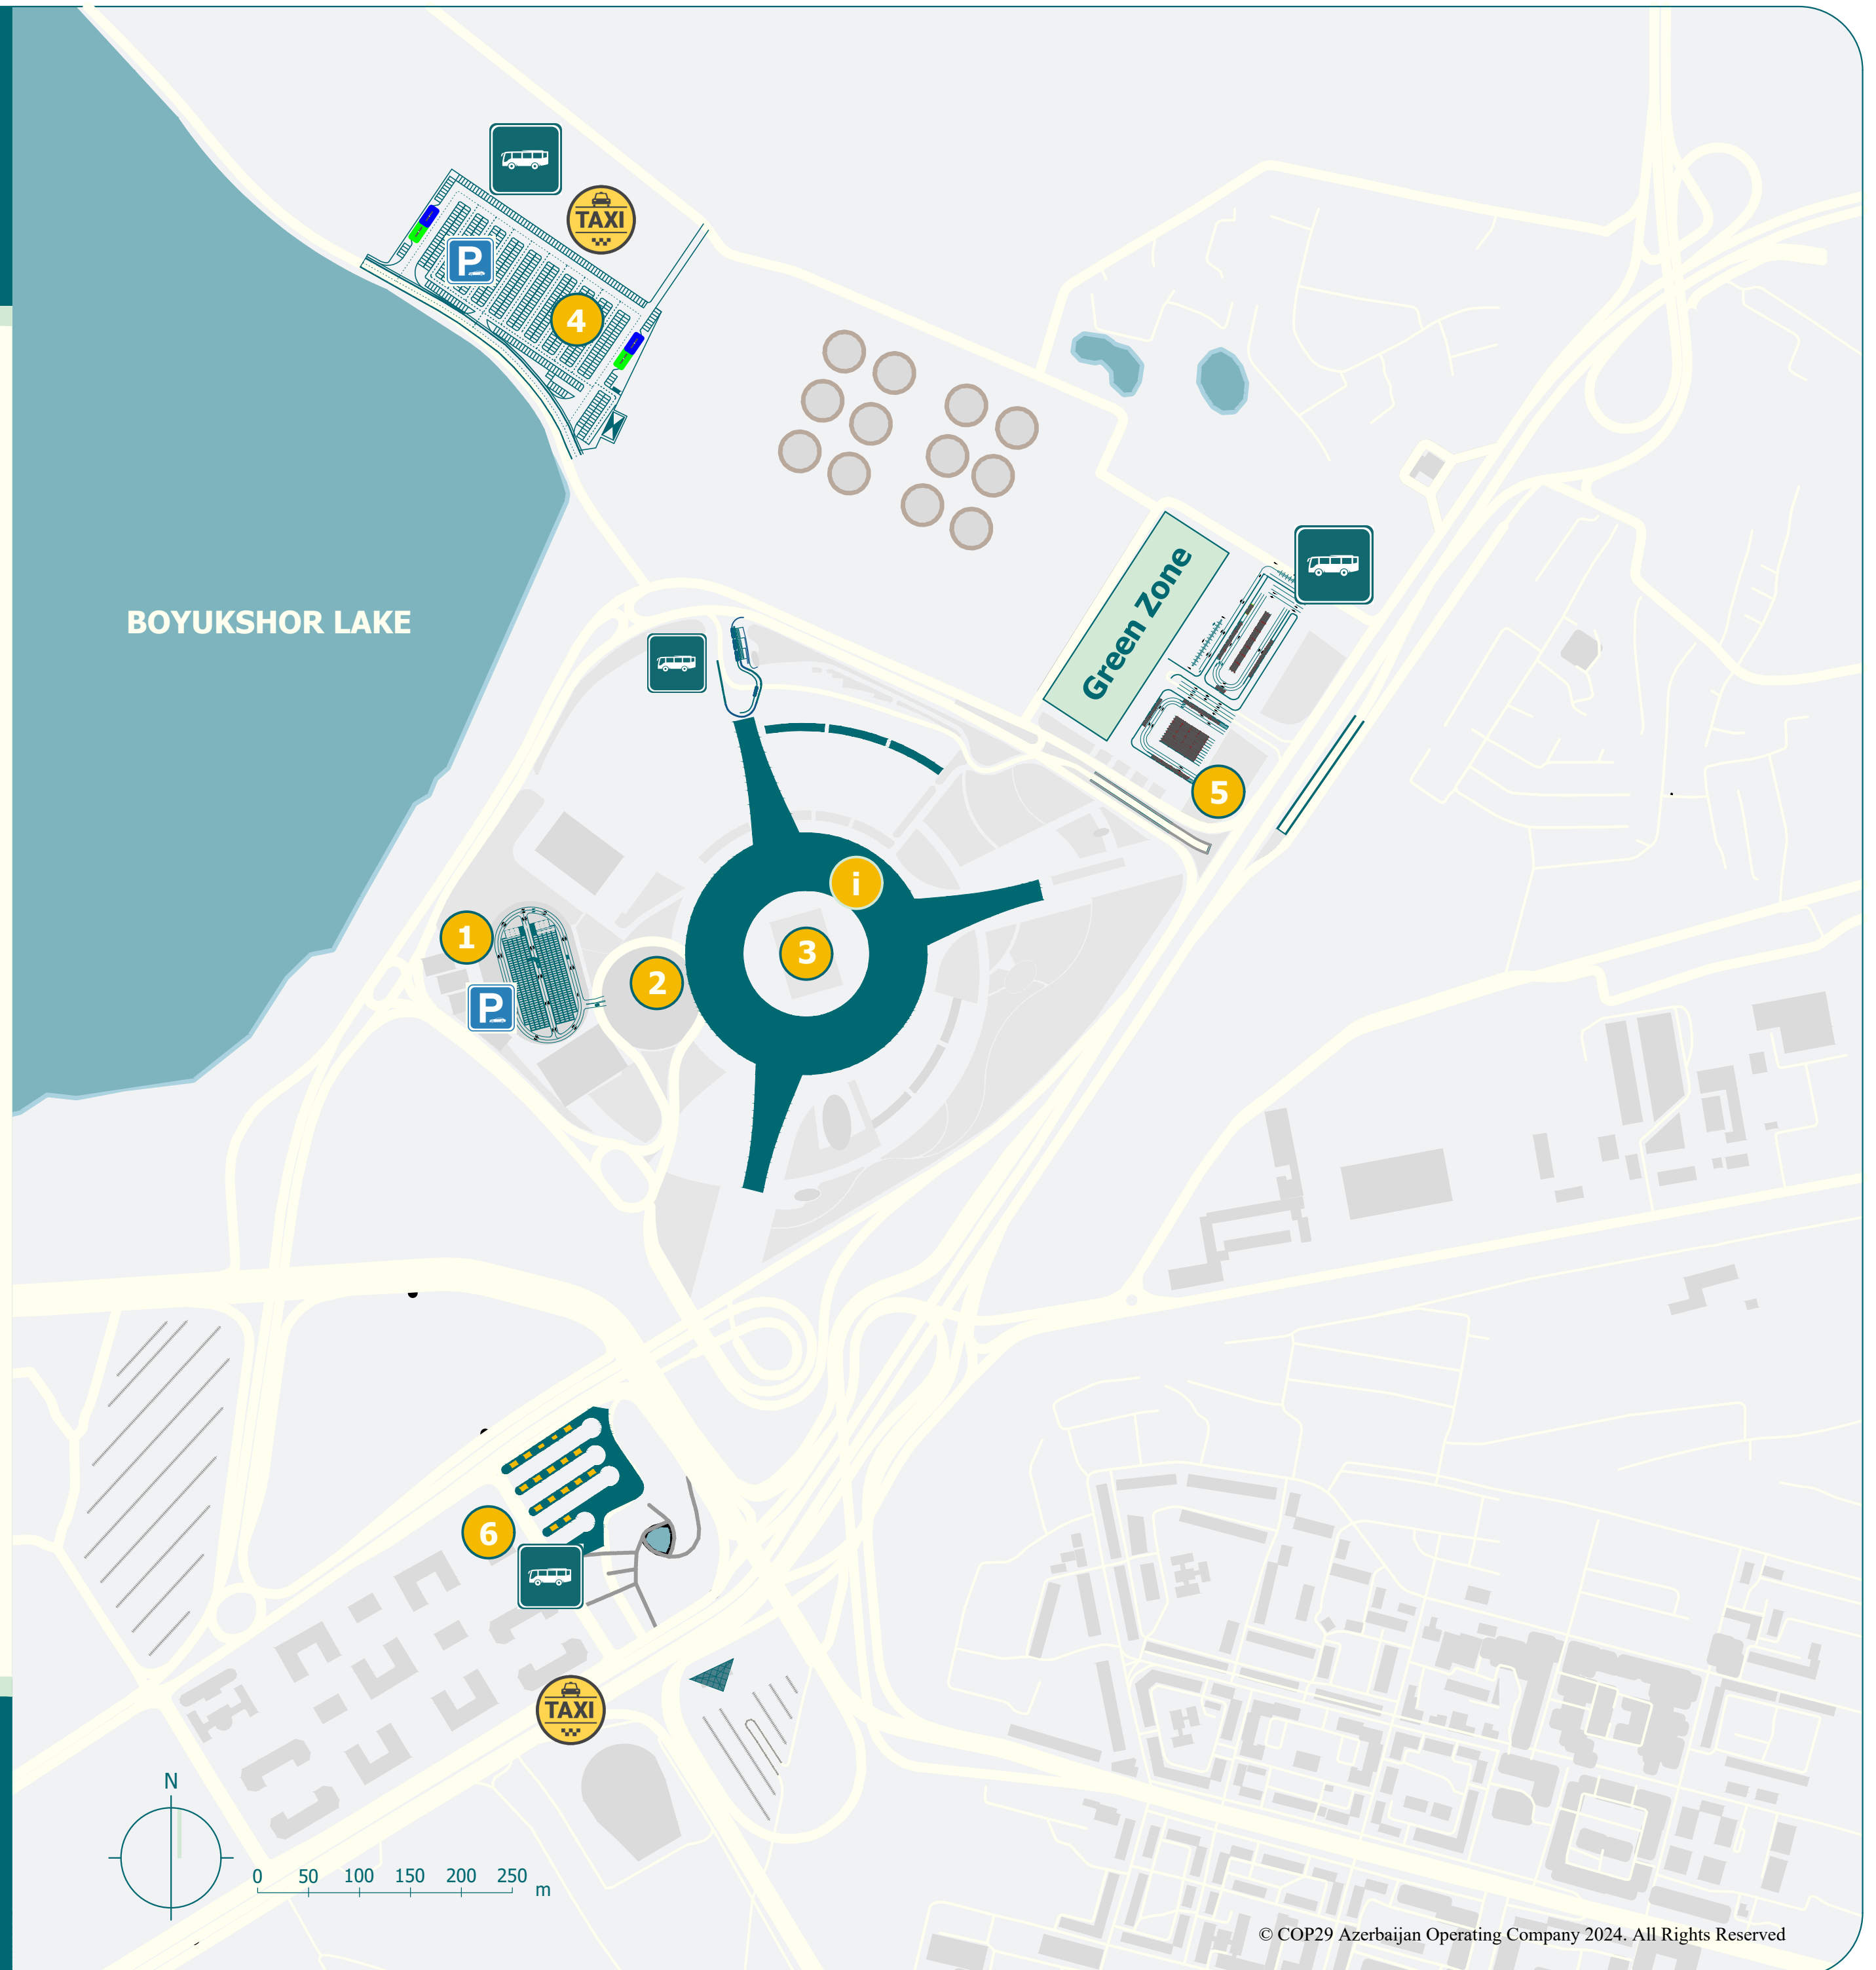 TAXI
P
4
Green Zone
BOYUKSHOR LAKE
5
i
1
3
2
P
6
TAXI
N
0 50 100 150 200 250 m
© COP29 Azerbaijan Operating Company 2024. All Rights Reserved